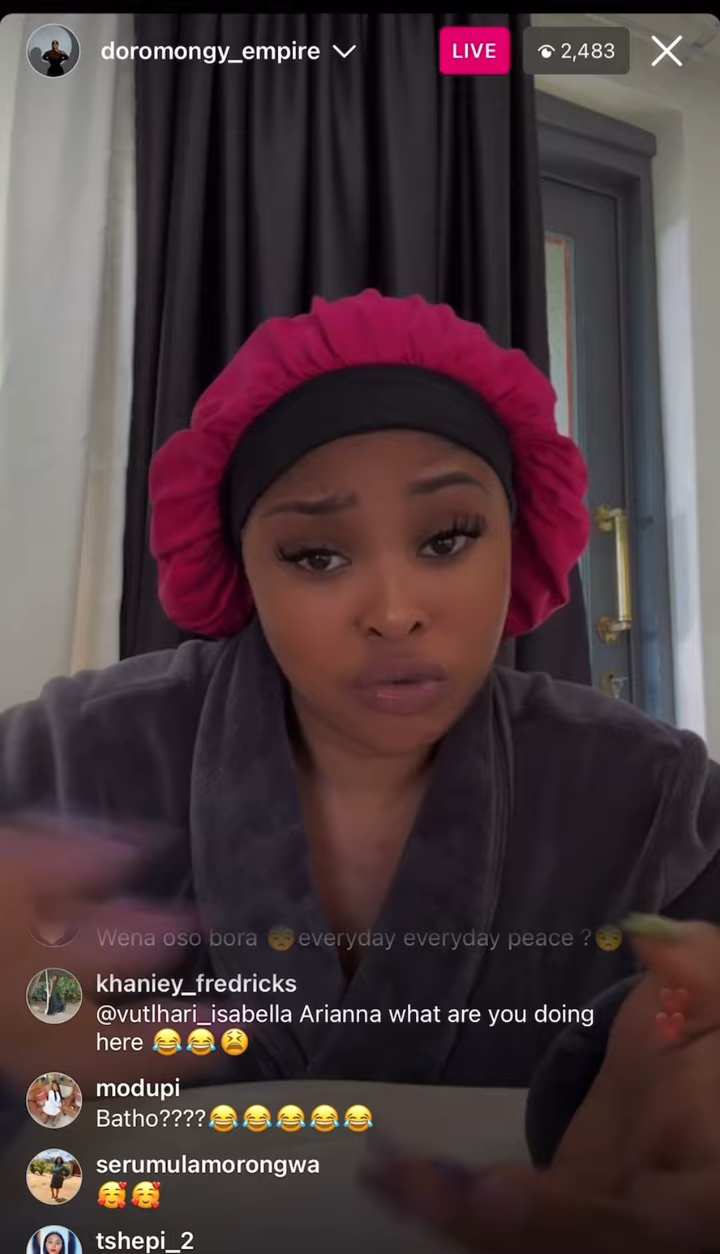 doromongy_empire
LIVE
2,483
Wena oso bora 😒everyday everyday peace ?😒
khaniey_fredricks
@vutlhari_isabella Arianna what are you doing
here 😂😂😫
modupi
Batho????😂😂😂😂😂
serumulamorongwa
🥰🥰
tshepi_2